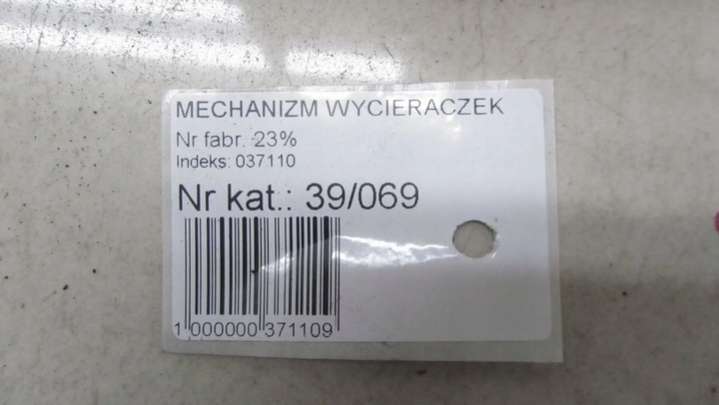 MECHANIZM WYCIERACZEK
Nr fabr. 23%
Indeks: 037110
Nr kat.: 39/069
1 000000 371109